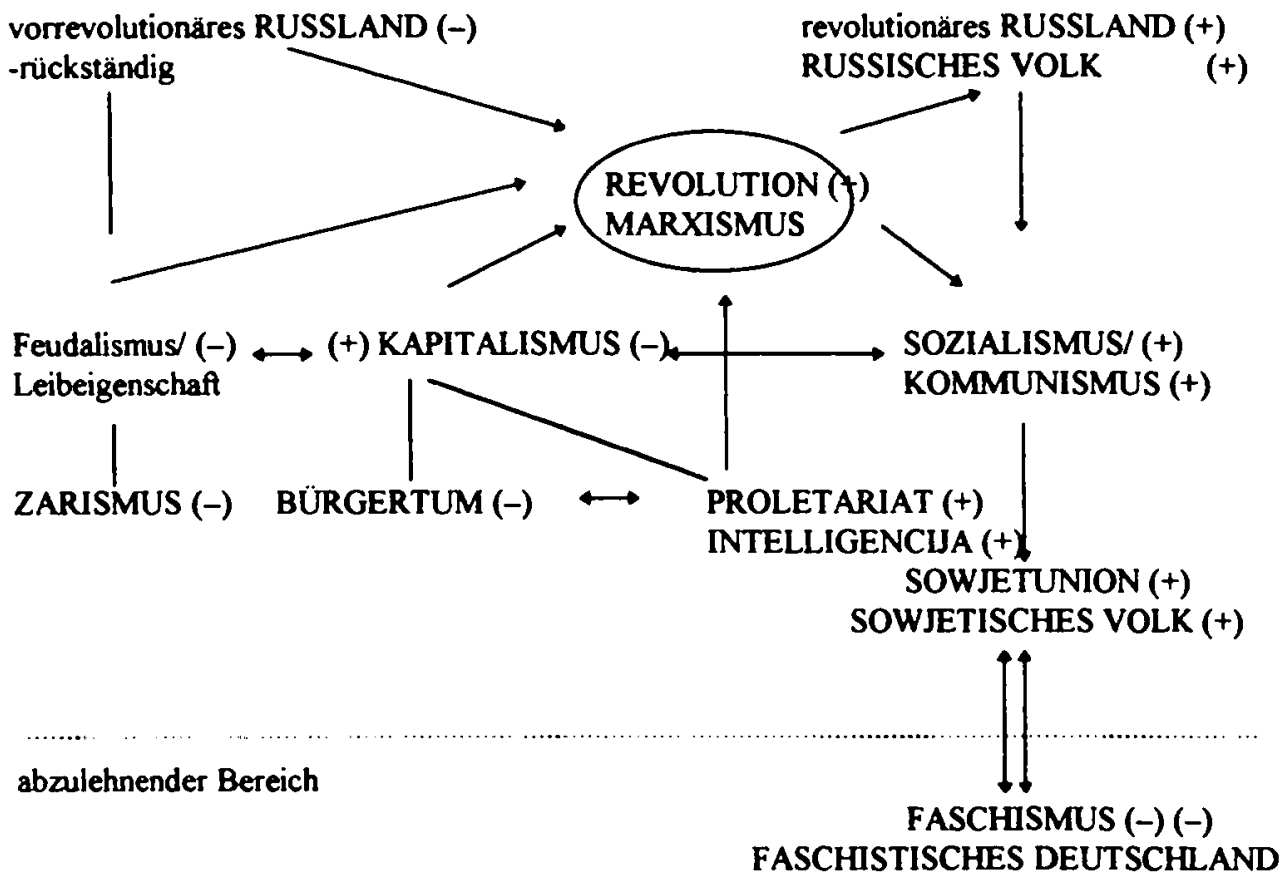 vorrevolutionäres RUSSLAND (–)
-rückständig
revolutionäres RUSSLAND (+)
RUSSISCHES VOLK (+)
REVOLUTION (+)
MARXISMUS
Feudalismus/ (–)
Leibeigenschaft
(+) KAPITALISMUS (–)
SOZIALISMUS/ (+)
KOMMUNISMUS (+)
ZARISMUS (–)
BÜRGERTUM (–)
PROLETARIAT (+)
INTELLIGENCIJA (+)
SOWJETUNION (+)
SOWJETISCHES VOLK (+)
abzulehnender Bereich
FASCHISMUS (–) (–)
FASCHISTISCHES DEUTSCHLAND